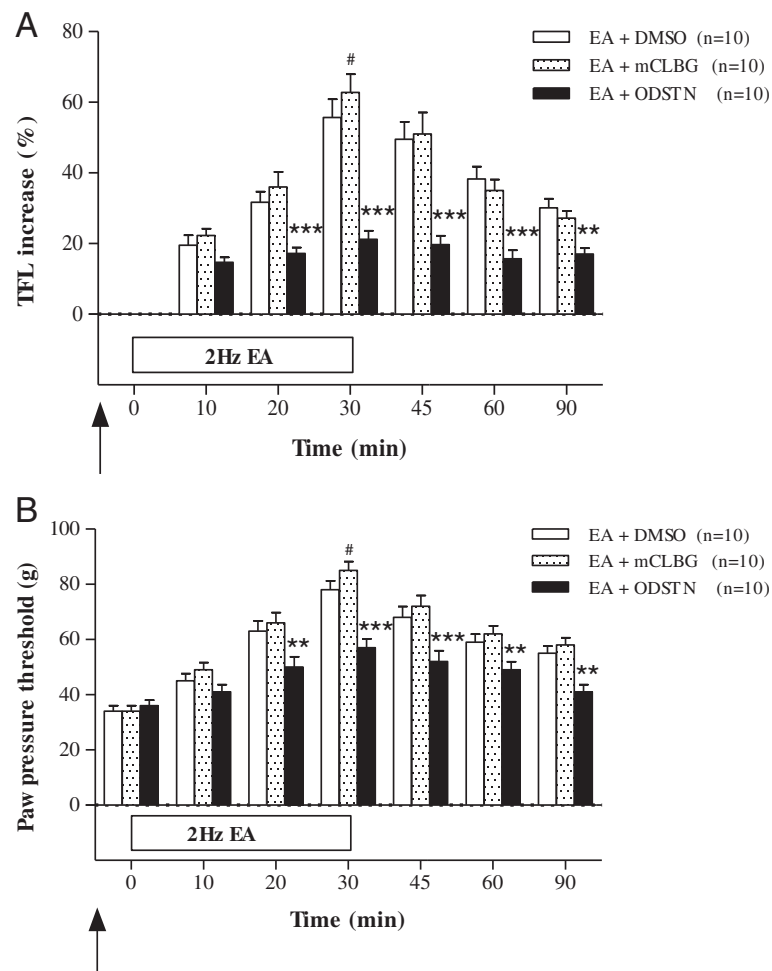 A
EA + DMSO (n=10)
EA + mCLBG (n=10)
EA + ODSTN (n=10)
TFL increase (%)
80
60
40
20
0
#
***
***
***
***
**
2Hz EA
0 10 20 30 45 60 90
Time (min)
B
EA + DMSO (n=10)
EA + mCLBG (n=10)
EA + ODSTN (n=10)
Paw pressure threshold (g)
100
80
60
40
20
0
#
**
***
***
**
**
2Hz EA
0 10 20 30 45 60 90
Time (min)